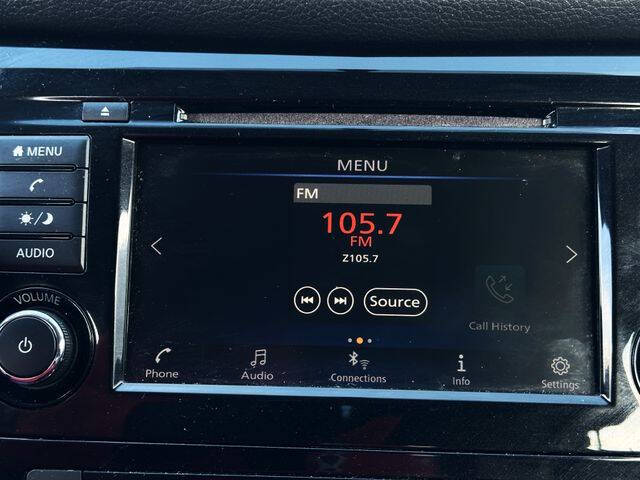 MENU
MENU
FM
105.7
FM
Z105.7
AUDIO
Source
VOLUME
Call History
Phone
Audio
Connections
Info
Settings